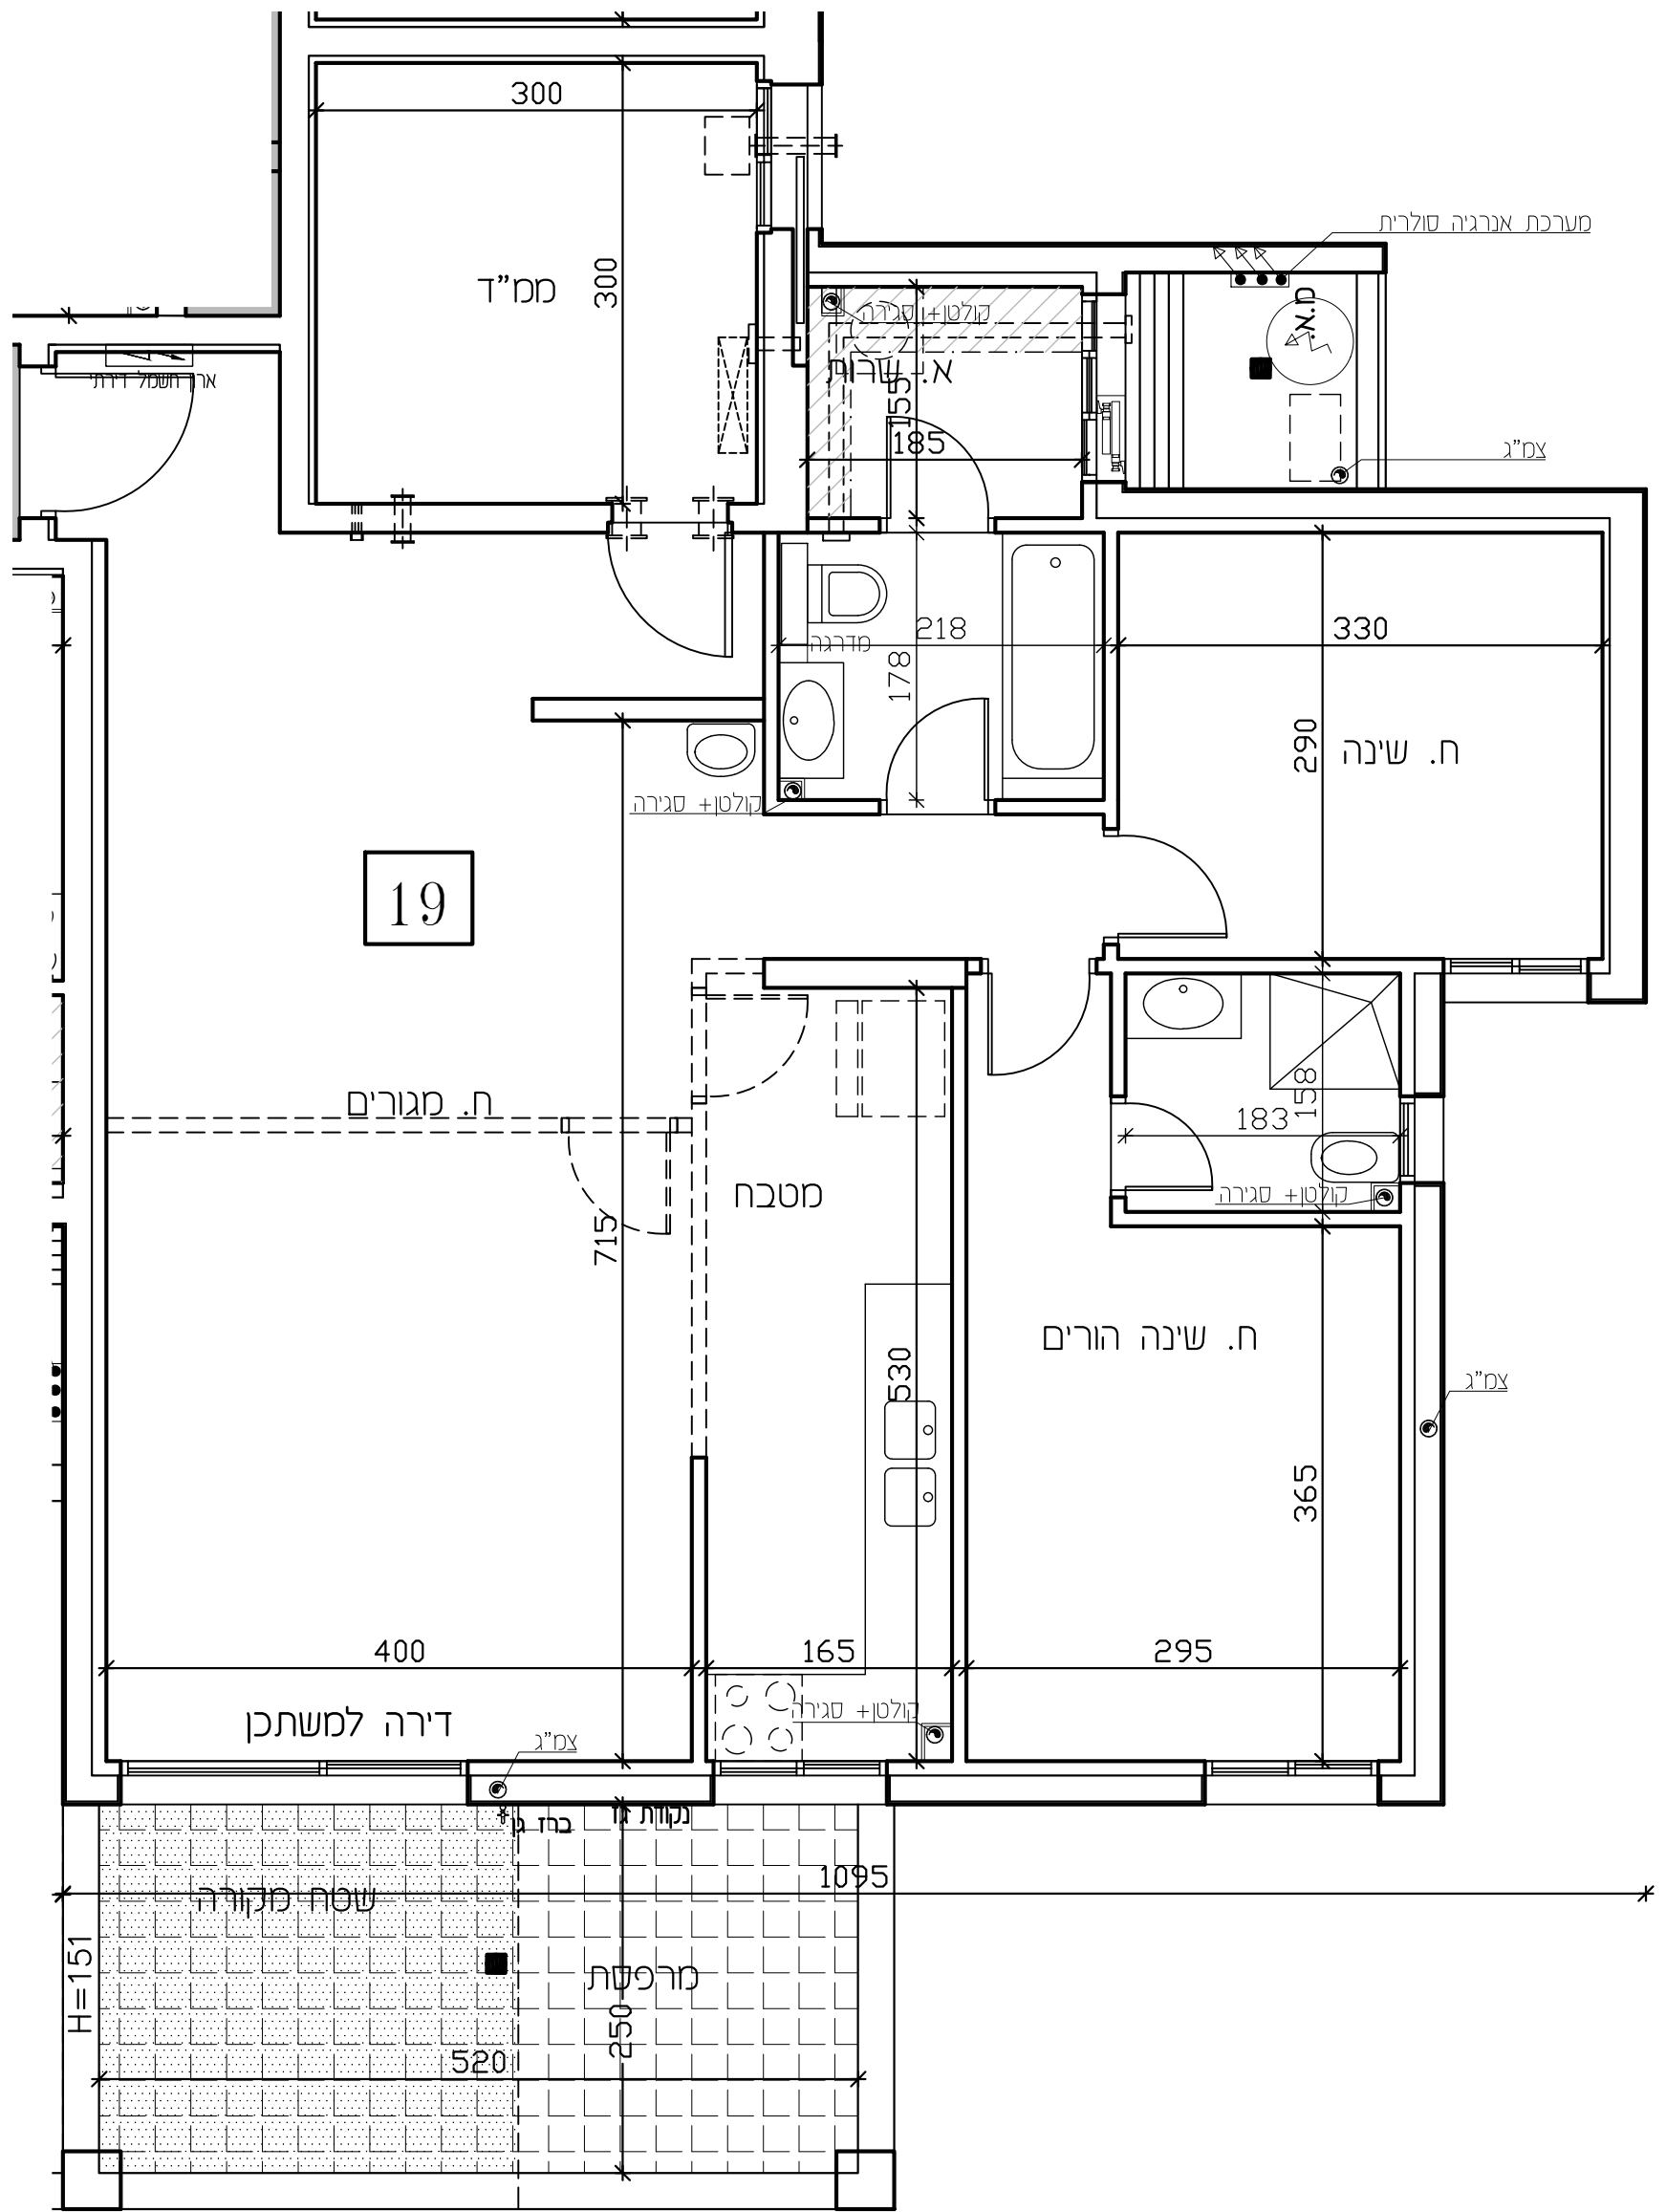 300
300
ממ"ד
מערכת אנרגיה סולרית
מ.א.
קולטן+ סגירה
א. שרות
155
185
צמ"ג
ארון חשמל דירתי
218
מדרגה
178
330
290
ח. שינה
קולטן+ סגירה
19
ח. מגורים
158
183
קולטן+ סגירה
מטבח
715
ח. שינה הורים
530
צמ"ג
365
400
165
295
דירה למשתכן
קולטן+ סגירה
צמ"ג
ברז גן
נקודת גז
1095
שטח מקורה
H=151
מרפסת
250
520